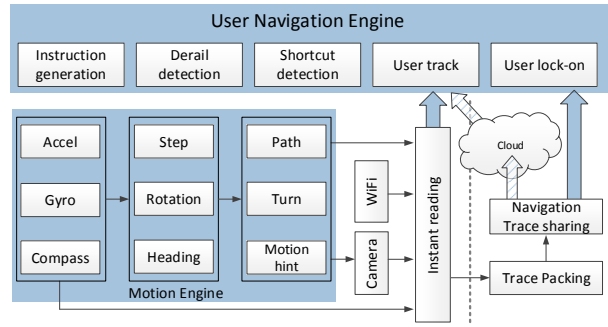 User Navigation Engine
Instruction
generation
Derail
detection
Shortcut
detection
User track
User lock-on
Accel
Step
Path
Gyro
Rotation
Turn
Compass
Heading
Motion
hint
Motion Engine
WiFi
Camera
Instant reading
Cloud
Navigation
Trace sharing
Trace Packing